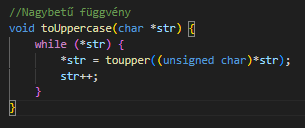 //Nagybetű függvény
void toUppercase(char *str) {
    while (*str) {
        *str = toupper((unsigned char)*str);
        str++;
    }
}